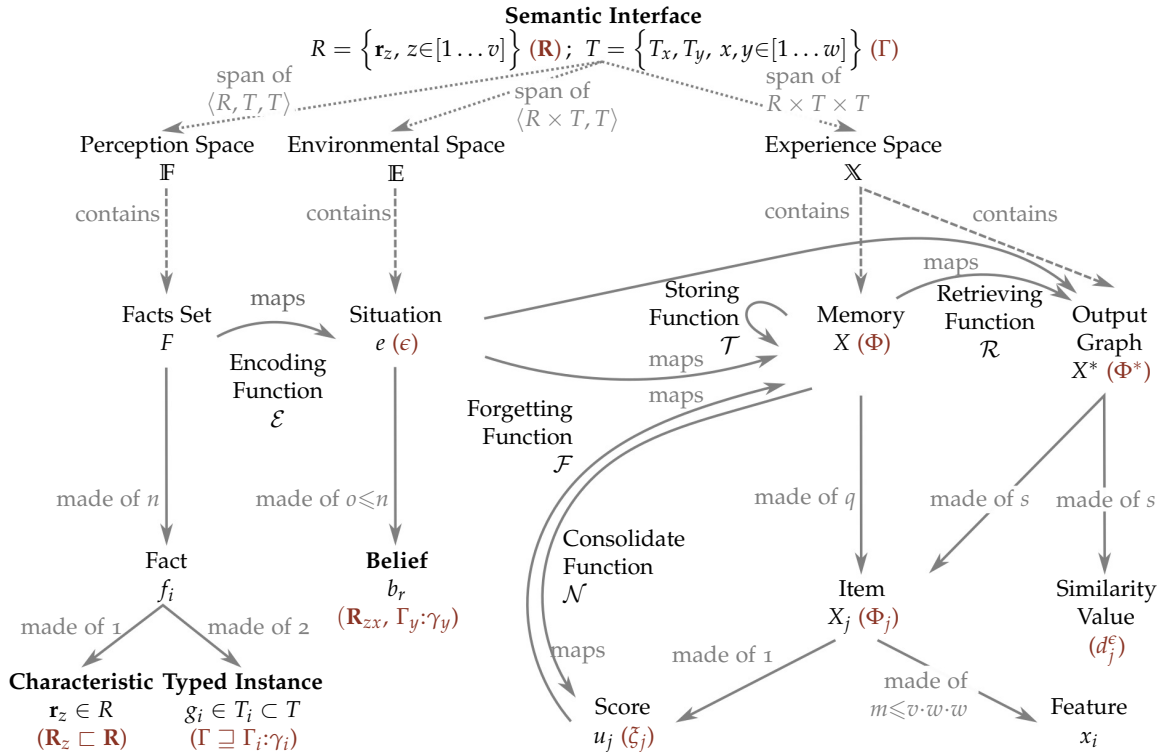 Semantic Interface
R = {r_z, z∈[1 … v]} (R) ; T = {T_x, T_y, x,y∈[1 … w]} (Γ)
span of
⟨R, T, T⟩
span of
⟨R × T, T⟩
span of
R × T × T
Perception Space
𝔽
Environmental Space
𝔼
Experience Space
𝕏
contains
contains
contains
contains
maps
maps
Facts Set
F
Encoding
Function
ℰ
Situation
e (ϵ)
Storing
Function
𝒯
Memory
X (Φ)
Retrieving
Function
ℛ
Output
Graph
X* (Φ*)
maps
maps
Forgetting
Function
ℱ
made of n
made of o⩽n
made of q
made of s
made of s
Consolidate
Function
𝒩
Fact
f_i
Belief
b_r
(R_zx, Γ_y:γ_y)
Item
X_j (Φ_j)
Similarity
Value
(d_j^ϵ)
made of 1
made of 2
maps
made of 1
made of
m⩽v·w·w
Characteristic
r_z ∈ R
(R_z ⊏ R)
Typed Instance
g_i ∈ T_i ⊂ T
(Γ ⊒ Γ_i:γ_i)
Score
u_j (ξ_j)
Feature
x_i